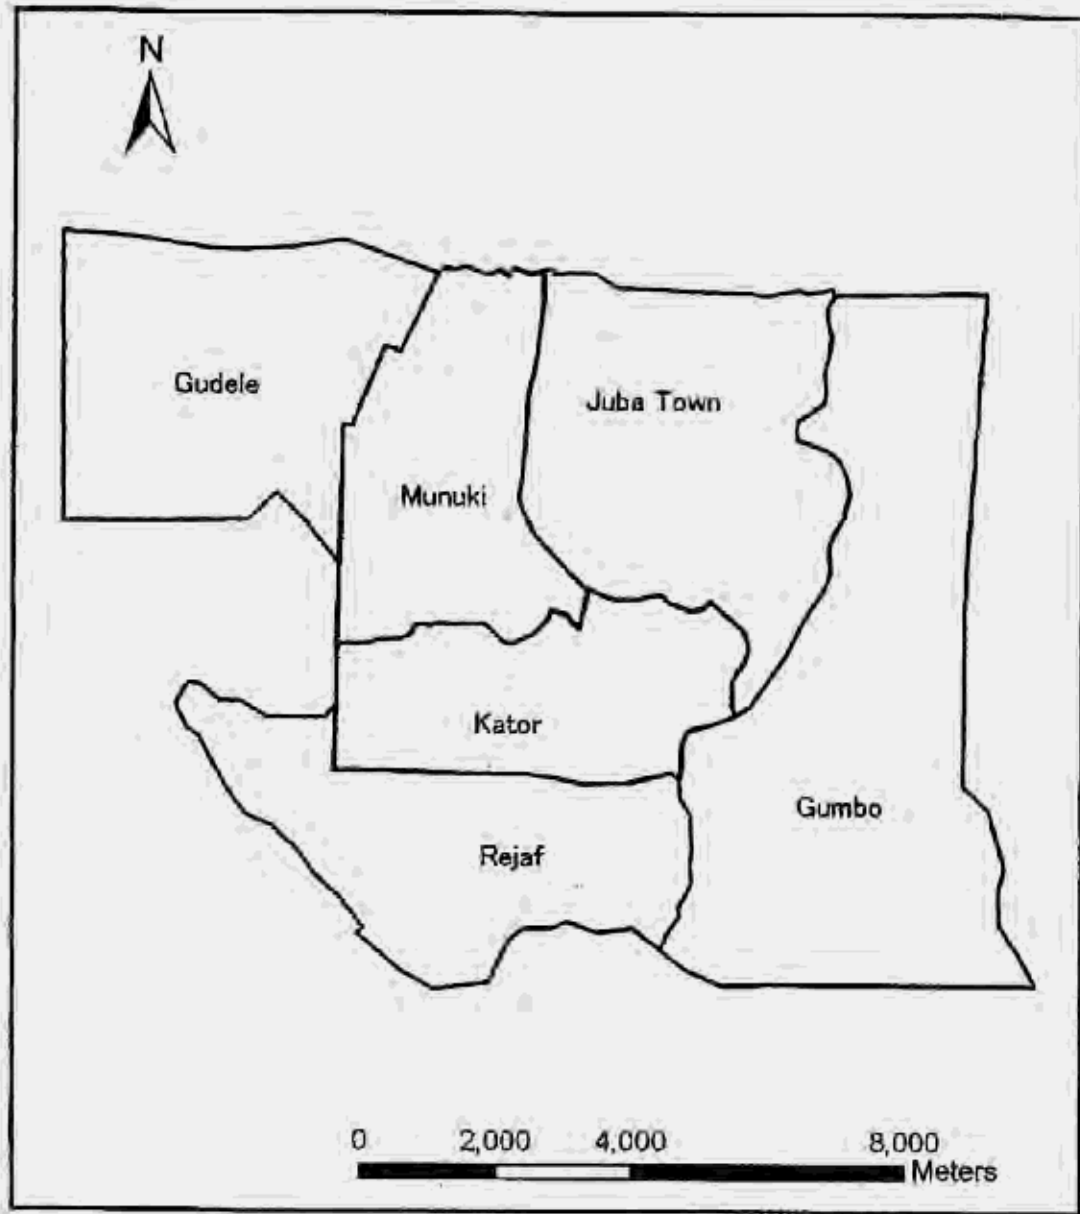 N
Gudele
Juba Town
Munuki
Kator
Gumbo
Rejaf
0 2,000 4,000 8,000
Meters